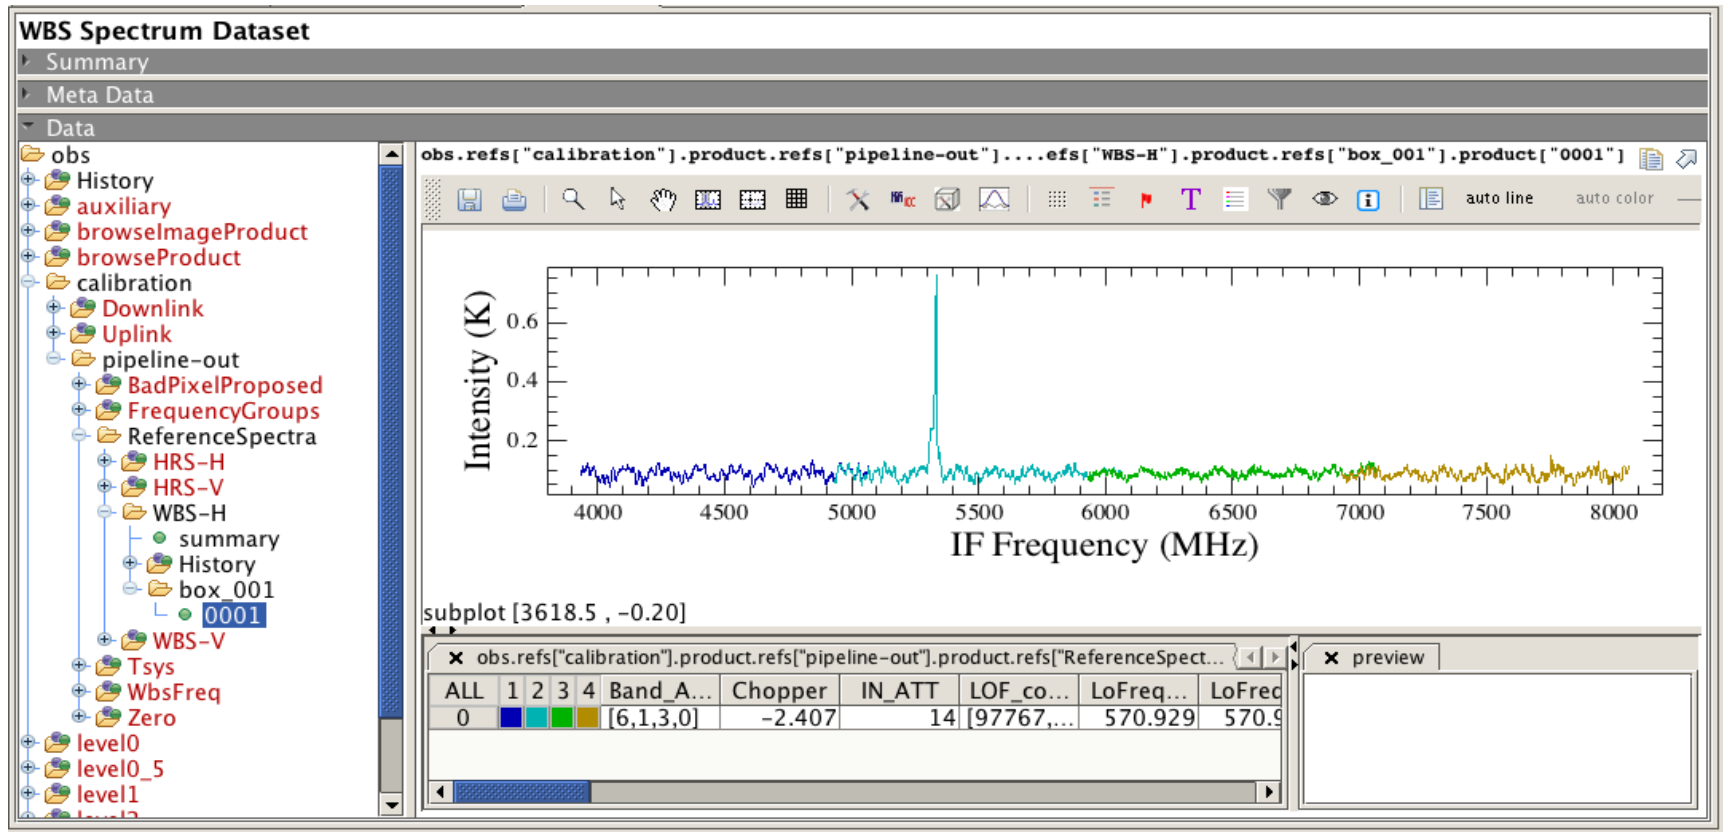 WBS Spectrum Dataset
Summary
Meta Data
Data
obs
History
auxiliary
browseImageProduct
browseProduct
calibration
Downlink
Uplink
pipeline-out
BadPixelProposed
FrequencyGroups
ReferenceSpectra
HRS-H
HRS-V
WBS-H
summary
History
box_001
0001
WBS-V
Tsys
WbsFreq
Zero
level0
level0_5
level1
obs.refs["calibration"].product.refs["pipeline-out"]....efs["WBS-H"].product.refs["box_001"].product["0001"]
T auto line auto color
Intensity (K)
0.6
0.4
0.2
4000 4500 5000 5500 6000 6500 7000 7500 8000
IF Frequency (MHz)
subplot [3618.5 , -0.20]
obs.refs["calibration"].product.refs["pipeline-out"].product.refs["ReferenceSpect...
ALL 1 2 3 4 Band_A... Chopper IN_ATT LOF_co... LoFreq... LoFreq
0 [6,1,3,0] -2.407 14 [97767,... 570.929 570.9
preview